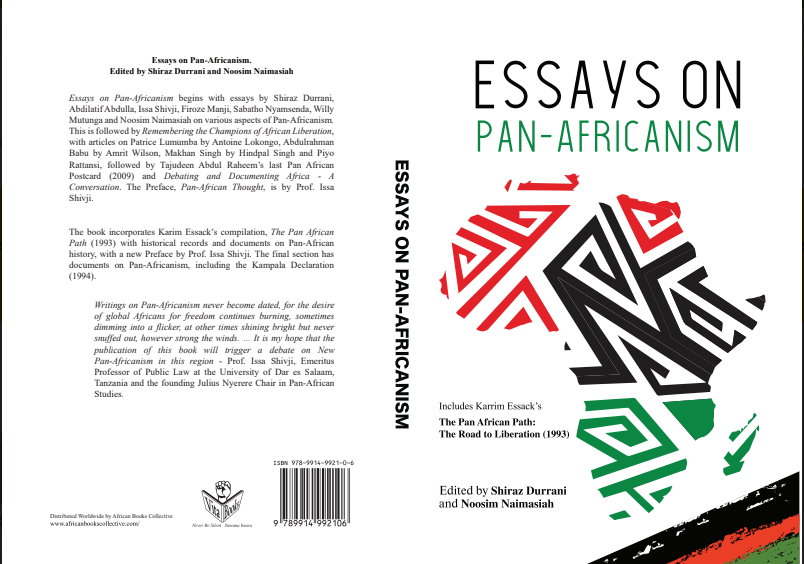 Essays on Pan-Africanism.
Edited by Shiraz Durrani and Noosim Naimasiah
Essays on Pan-Africanism begins with essays by Shiraz Durrani,
Abdilatif Abdulla, Issa Shivji, Firoze Manji, Sabatho Nyamsenda, Willy
Mutunga and Noosim Naimasiah on various aspects of Pan-Africanism.
This is followed by Remembering the Champions of African Liberation,
with articles on Patrice Lumumba by Antoine Lokongo, Abdulrahman
Babu by Amrit Wilson, Makhan Singh by Hindpal Singh and Piyo
Rattansi, followed by Tajudeen Abdul Raheem's last Pan African
Postcard (2009) and Debating and Documenting Africa - A
Conversation. The Preface, Pan-African Thought, is by Prof. Issa
Shivji.
The book incorporates Karim Essack's compilation, The Pan African
Path (1993) with historical records and documents on Pan-African
history, with a new Preface by Prof. Issa Shivji. The final section has
documents on Pan-Africanism, including the Kampala Declaration
(1994).
Writings on Pan-Africanism never become dated, for the desire
of global Africans for freedom continues burning, sometimes
dimming into a flicker, at other times shining bright but never
snuffed out, however strong the winds. ... It is my hope that the
publication of this book will trigger a debate on New
Pan-Africanism in this region - Prof. Issa Shivji, Emeritus
Professor of Public Law at the University of Dar es Salaam,
Tanzania and the founding Julius Nyerere Chair in Pan-African
Studies.
Distributed Worldwide by African Books Collective
www.africanbookscollective.com/
Vita Books
Never Be Silent
ISBN 978-9914-9921-0-6
9 789914 992106
ESSAYS ON PAN-AFRICANISM
ESSAYS ON
PAN-AFRICANISM
Includes Karrim Essack's
The Pan African Path:
The Road to Liberation (1993)
Edited by Shiraz Durrani
and Noosim Naimasiah